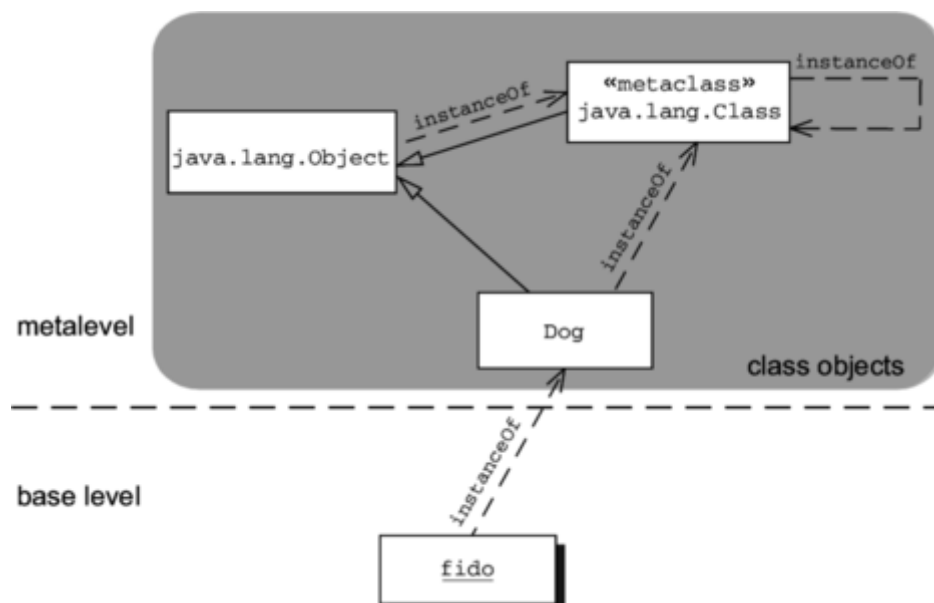 instanceOf
«metaclass»
java.lang.Class
instanceOf
java.lang.Object
instanceOf
Dog
metalevel
class objects
instanceOf
base level
fido